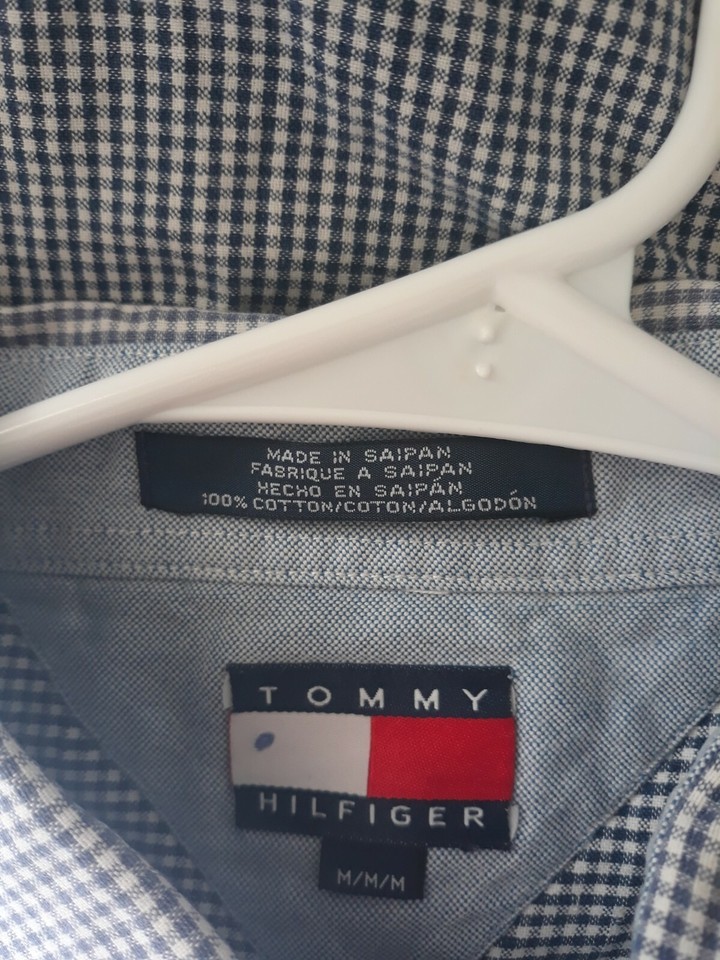 MADE IN SAIPAN
FABRIQUE A SAIPAN
HECHO EN SAIPÁN
100% COTTON/COTON/ALGODÓN
TOMMY
HILFIGER
M/M/M